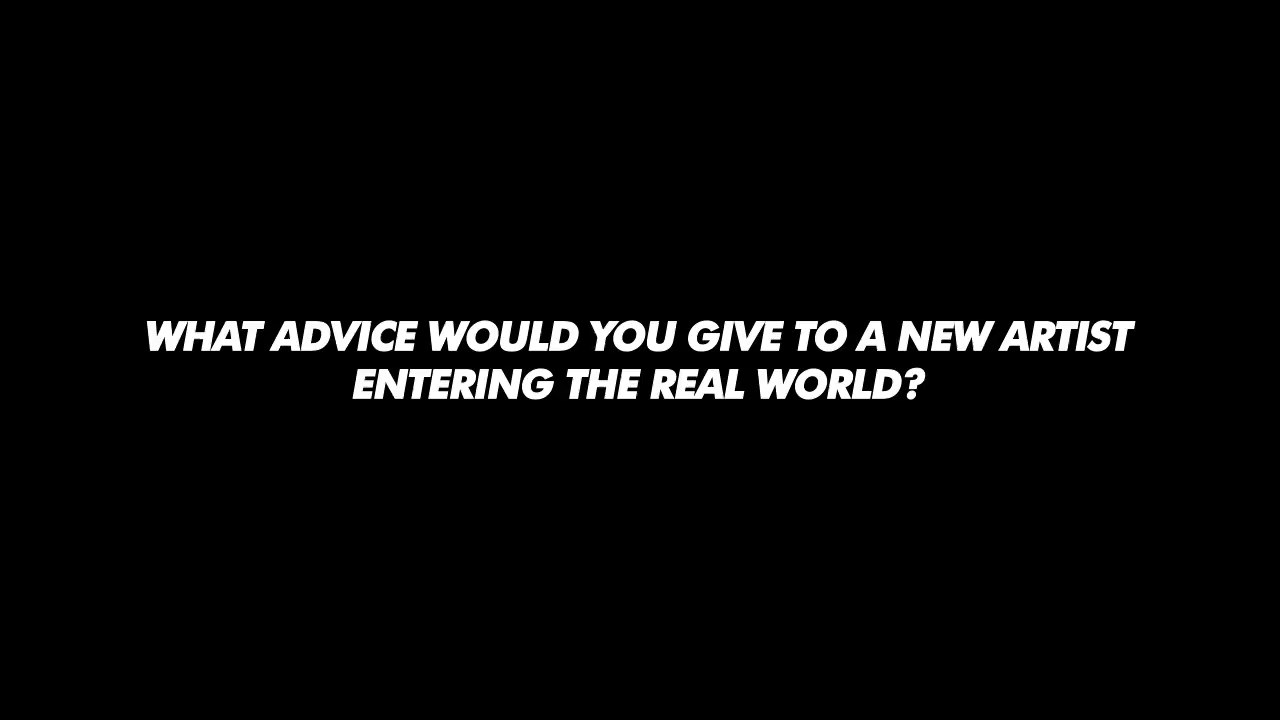 WHAT ADVICE WOULD YOU GIVE TO A NEW ARTIST
ENTERING THE REAL WORLD?